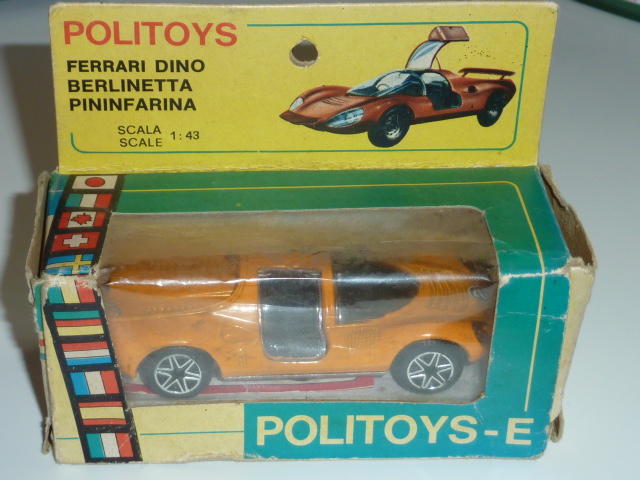 POLITOYS
FERRARI DINO
BERLINETTA
PININFARINA
SCALA
SCALE 1:43
POLITOYS-E